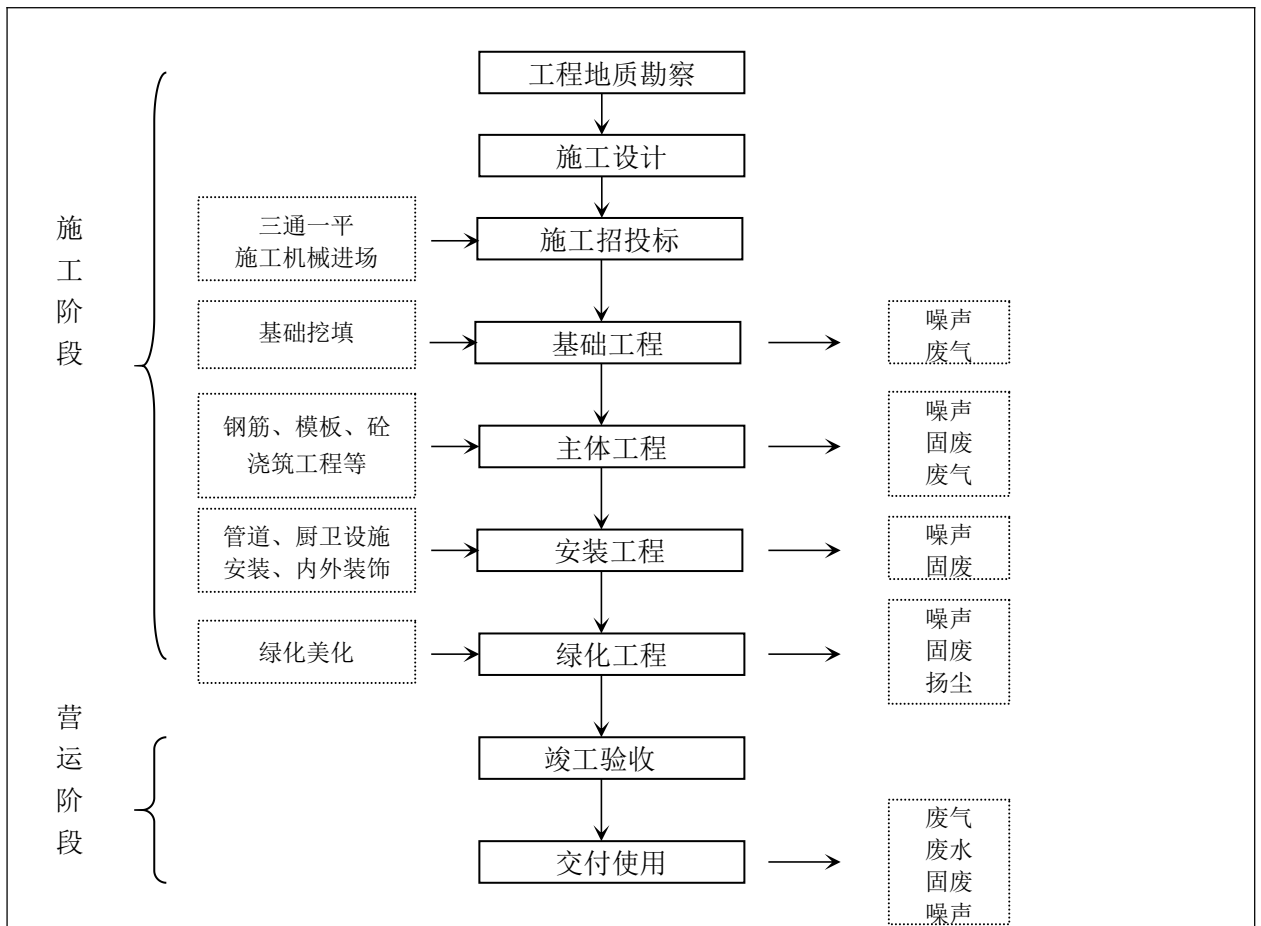 工程地质勘察
施工设计
施工阶段
三通一平
施工机械进场
施工招投标
基础挖填
基础工程
噪声
废气
钢筋、模板、砼
浇筑工程等
主体工程
噪声
固废
废气
管道、厨卫设施
安装、内外装饰
安装工程
噪声
固废
绿化美化
绿化工程
噪声
固废
扬尘
营运阶段
竣工验收
交付使用
废气
废水
固废
噪声